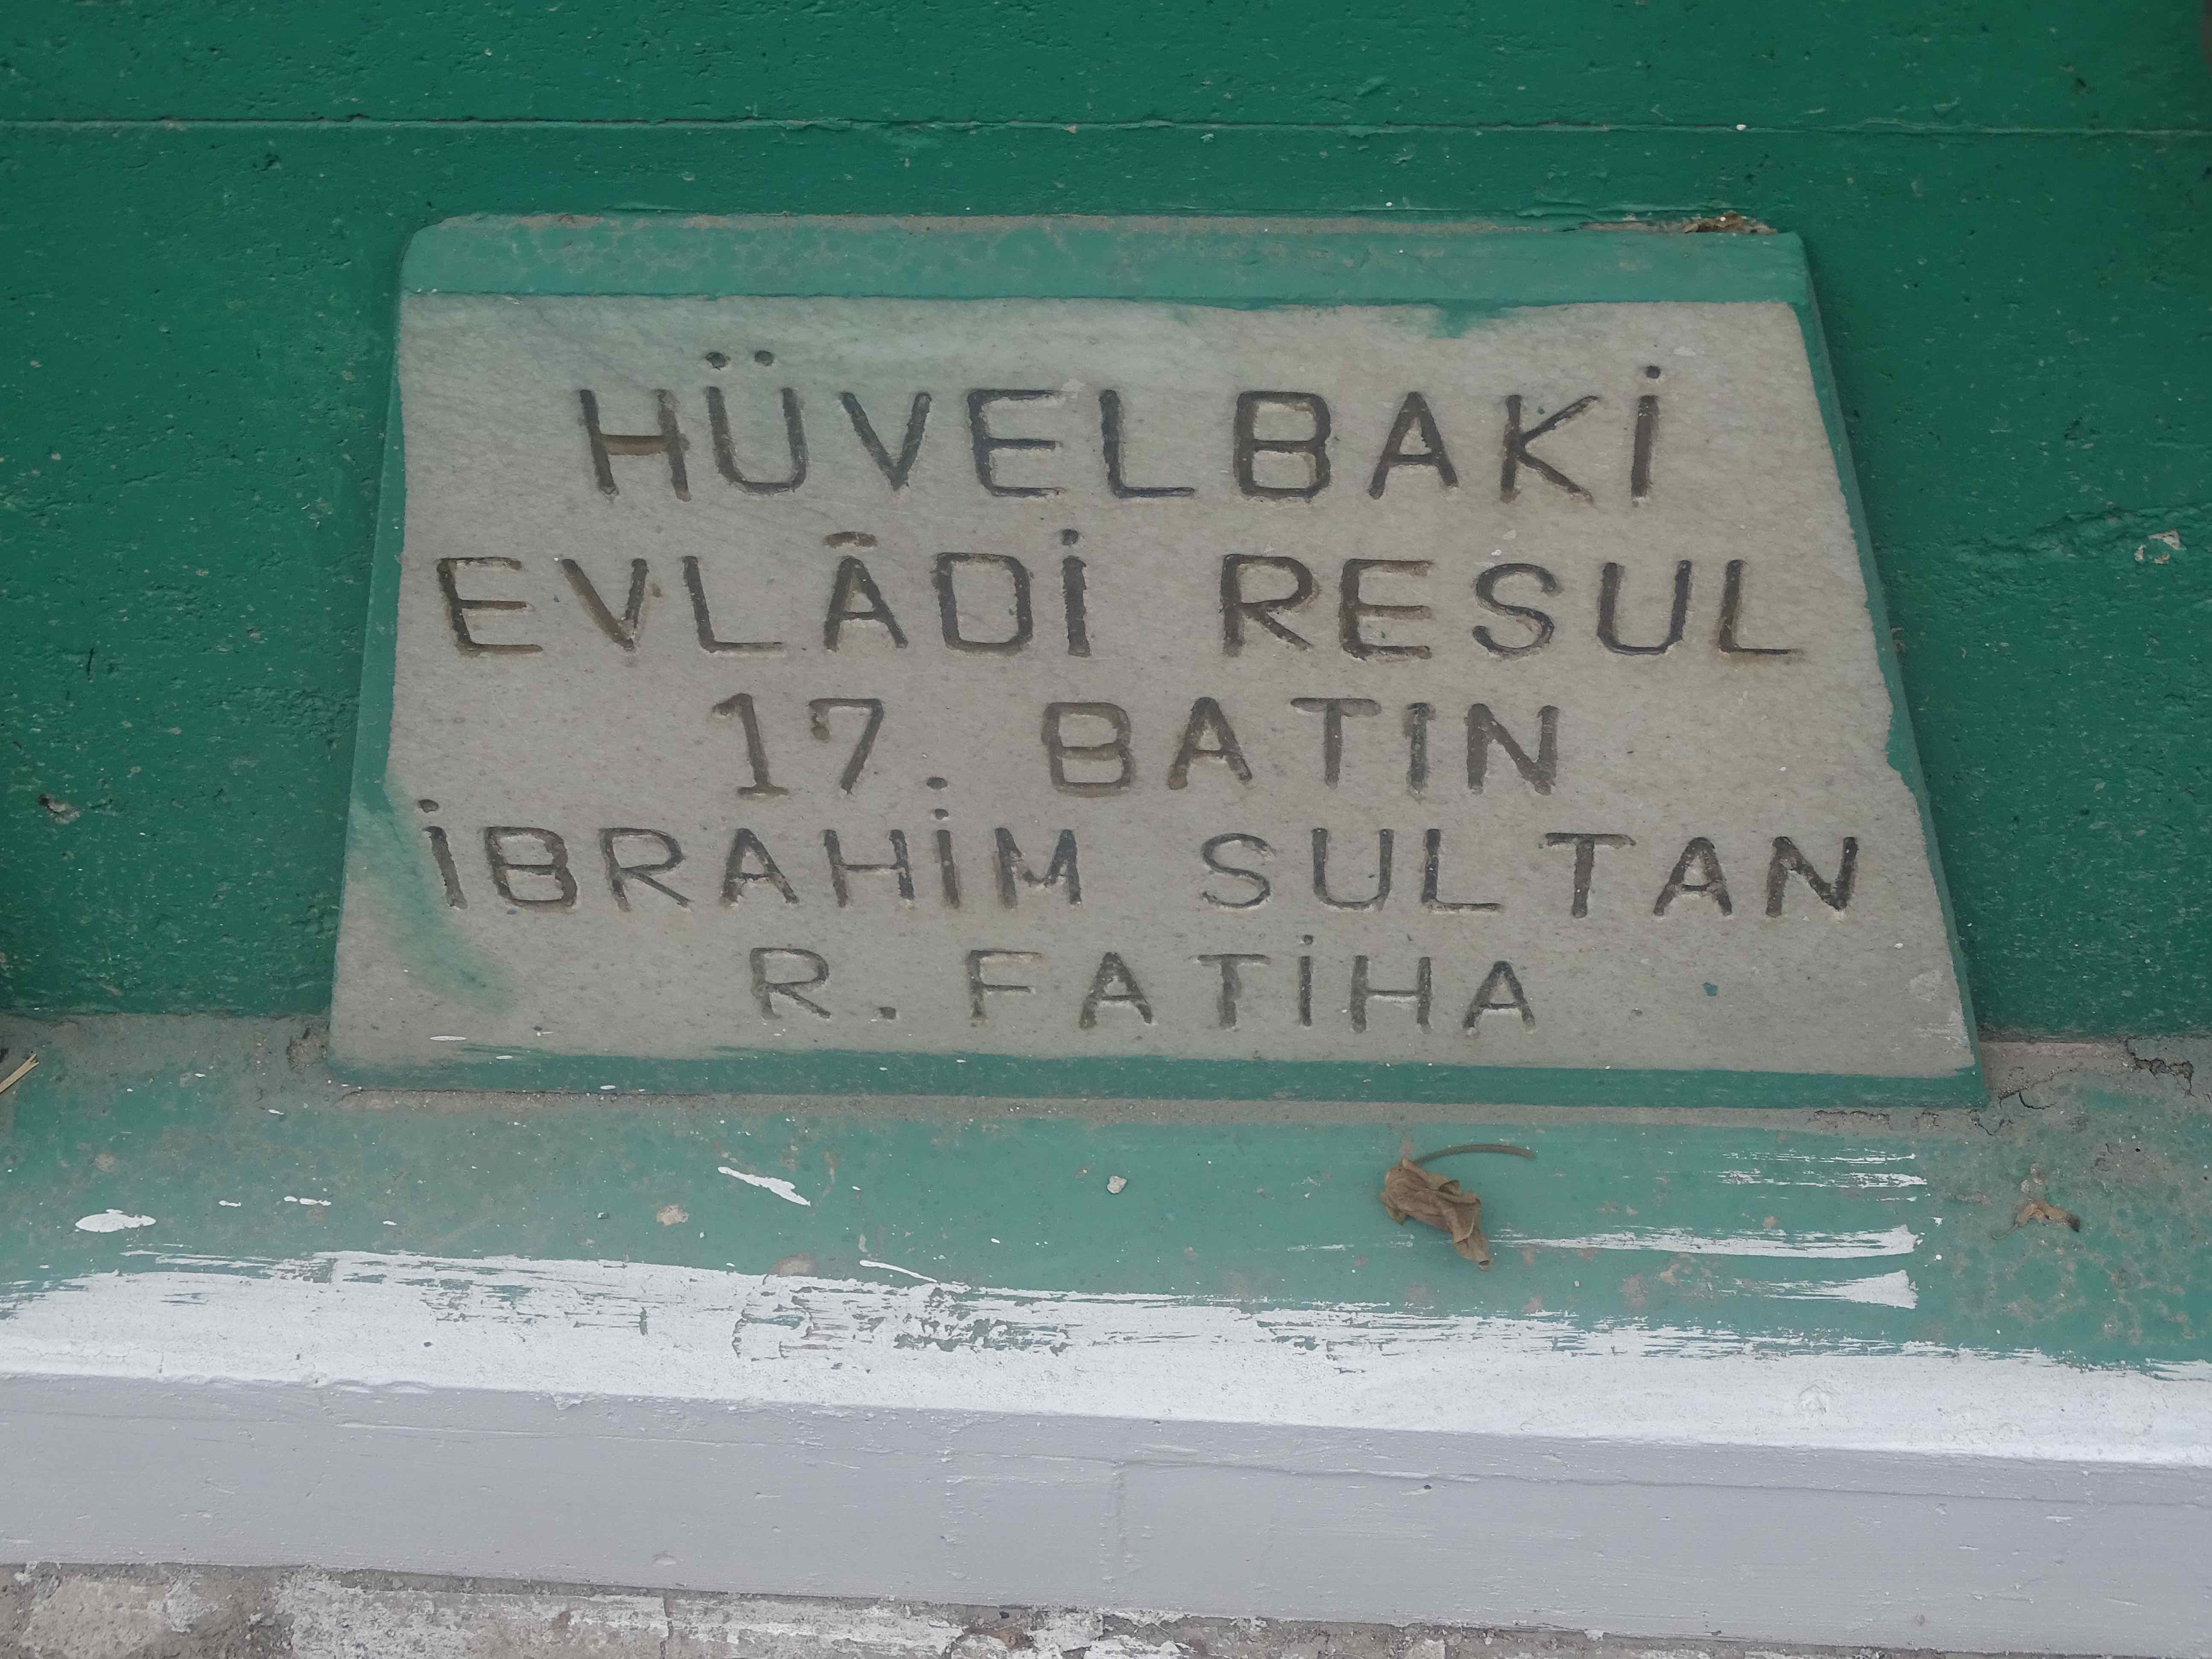 HÜVELBAKİ
EVLÂDİ RESUL
17. BATIN
İBRAHİM SULTAN
R. FATİHA